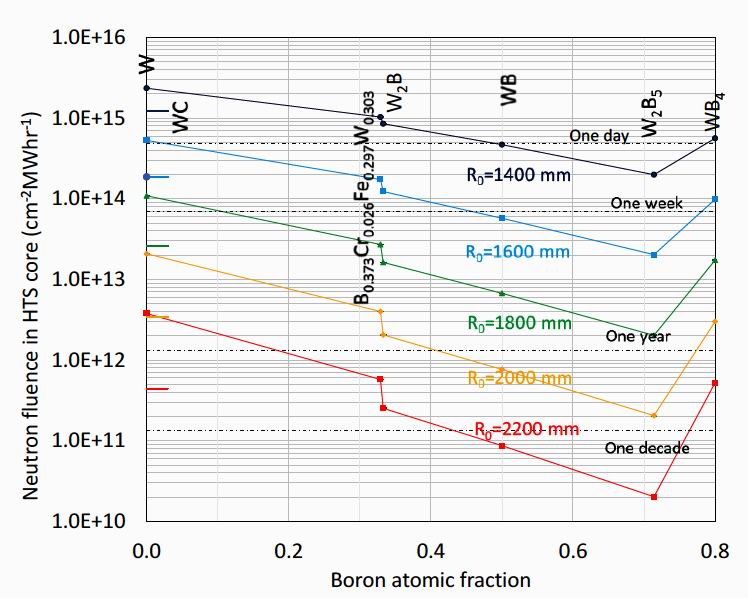 1.0E+16
1.0E+15
1.0E+14
1.0E+13
1.0E+12
1.0E+11
1.0E+10
Neutron fluence in HTS core (cm⁻²MWhr⁻¹)
W
WC
B₀.₃₇₃Cr₀.₀₂₆Fe₀.₂₉₇W₀.₃₀₃
W₂B
WB
W₂B₅
WB₄
One day
R₀=1400 mm
One week
R₀=1600 mm
R₀=1800 mm
One year
R₀=2000 mm
R₀=2200 mm
One decade
0.0 0.2 0.4 0.6 0.8
Boron atomic fraction